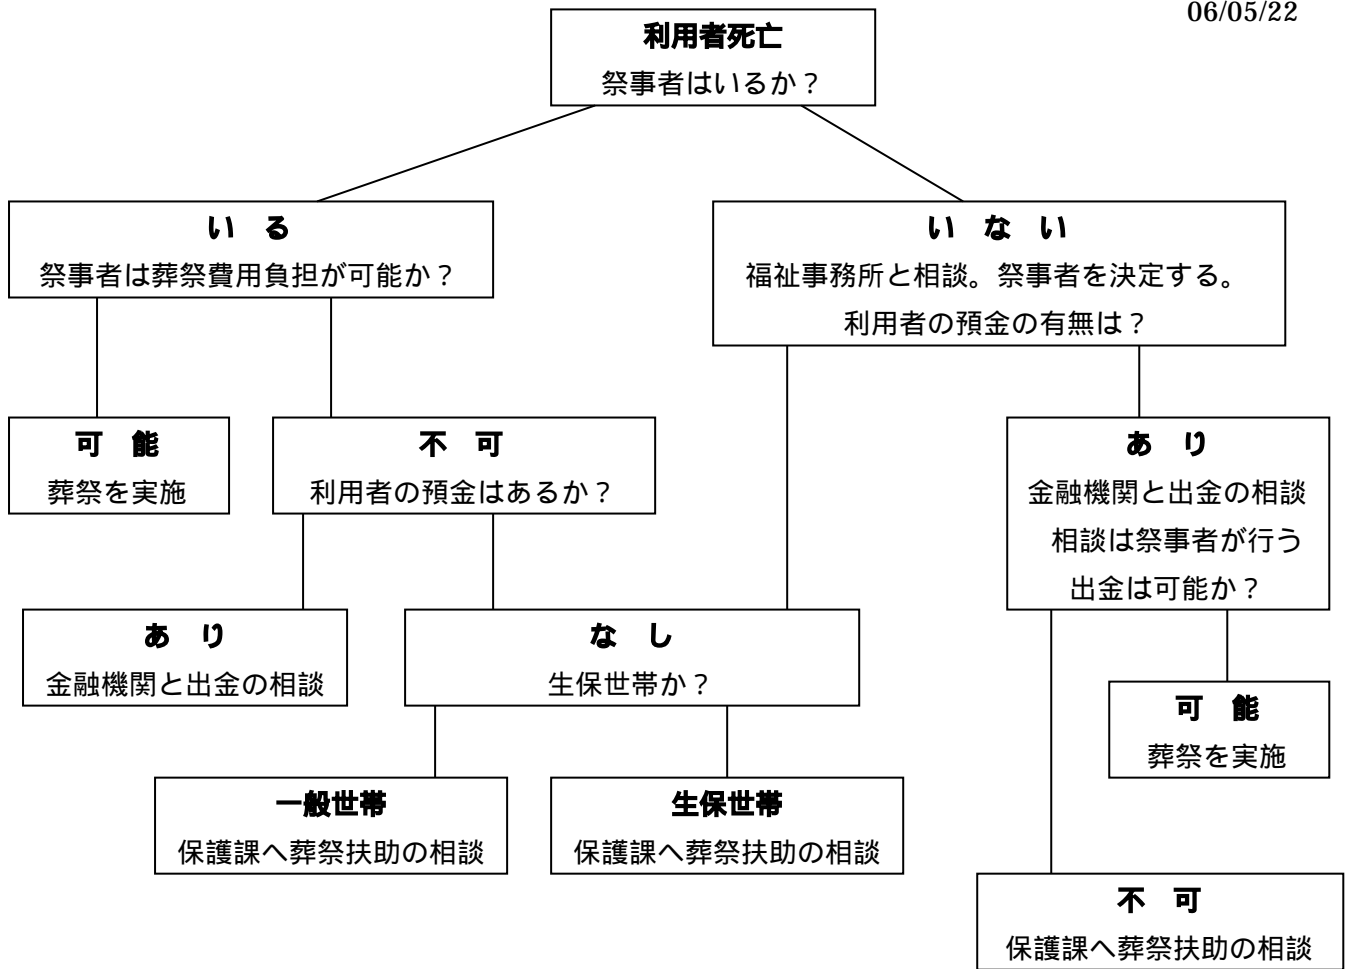 06/05/22
利用者死亡
祭事者はいるか？
い る
祭事者は葬祭費用負担が可能か？
い な い
福祉事務所と相談。祭事者を決定する。
利用者の預金の有無は？
可 能
葬祭を実施
不 可
利用者の預金はあるか？
あ り
金融機関と出金の相談
相談は祭事者が行う
出金は可能か？
あ り
金融機関と出金の相談
な し
生保世帯か？
可 能
葬祭を実施
一般世帯
保護課へ葬祭扶助の相談
生保世帯
保護課へ葬祭扶助の相談
不 可
保護課へ葬祭扶助の相談